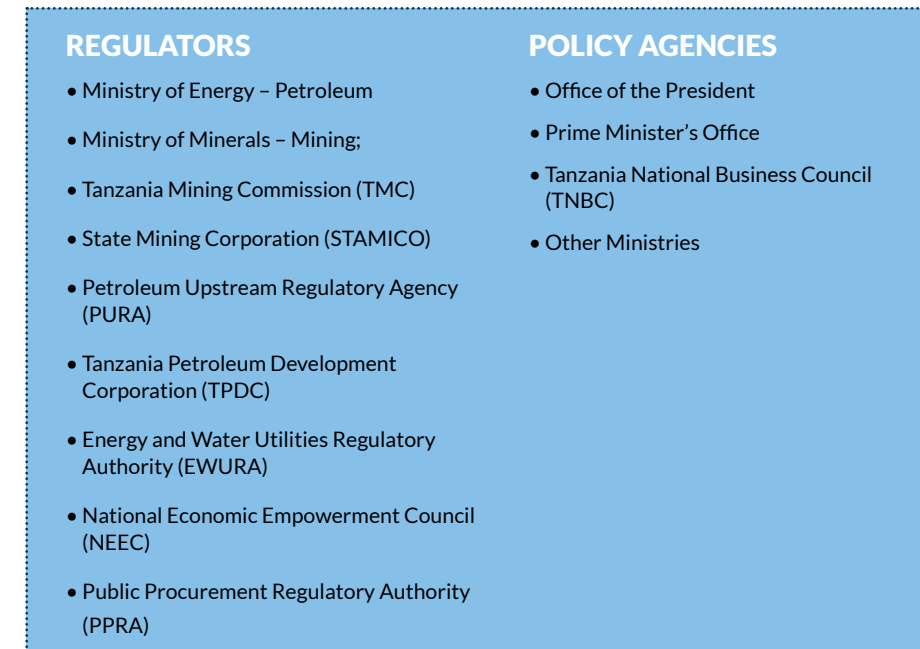 REGULATORS
• Ministry of Energy – Petroleum
• Ministry of Minerals – Mining;
• Tanzania Mining Commission (TMC)
• State Mining Corporation (STAMICO)
• Petroleum Upstream Regulatory Agency
(PURA)
• Tanzania Petroleum Development
Corporation (TPDC)
• Energy and Water Utilities Regulatory
Authority (EWURA)
• National Economic Empowerment Council
(NEEC)
• Public Procurement Regulatory Authority
(PPRA)
POLICY AGENCIES
• Office of the President
• Prime Minister’s Office
• Tanzania National Business Council
(TNBC)
• Other Ministries